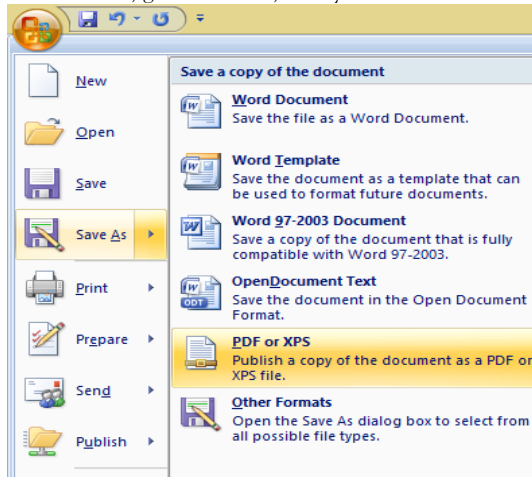 New
Open
Save
Save As
Print
Prepare
Send
Publish
Save a copy of the document
Word Document
Save the file as a Word Document.
Word Template
Save the document as a template that can
be used to format future documents.
Word 97-2003 Document
Save a copy of the document that is fully
compatible with Word 97-2003.
OpenDocument Text
Save the document in the Open Document
Format.
PDF or XPS
Publish a copy of the document as a PDF or
XPS file.
Other Formats
Open the Save As dialog box to select from
all possible file types.